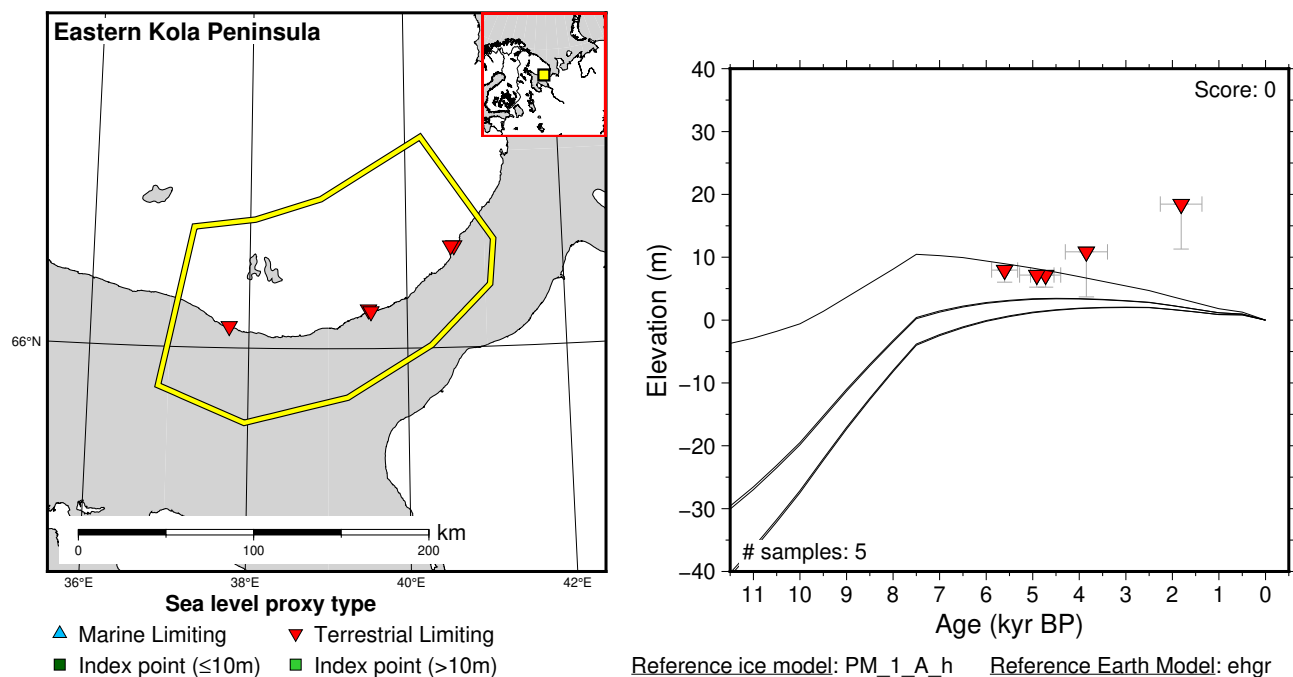 Eastern Kola Peninsula
66°N
km
0 100 200
36°E 38°E 40°E 42°E
Sea level proxy type
Marine Limiting Terrestrial Limiting
Index point (≤10m) Index point (>10m)
Score: 0
40
30
20
10
0
−10
−20
−30
−40
Elevation (m)
# samples: 5
11 10 9 8 7 6 5 4 3 2 1 0
Age (kyr BP)
Reference ice model: PM_1_A_h Reference Earth Model: ehgr